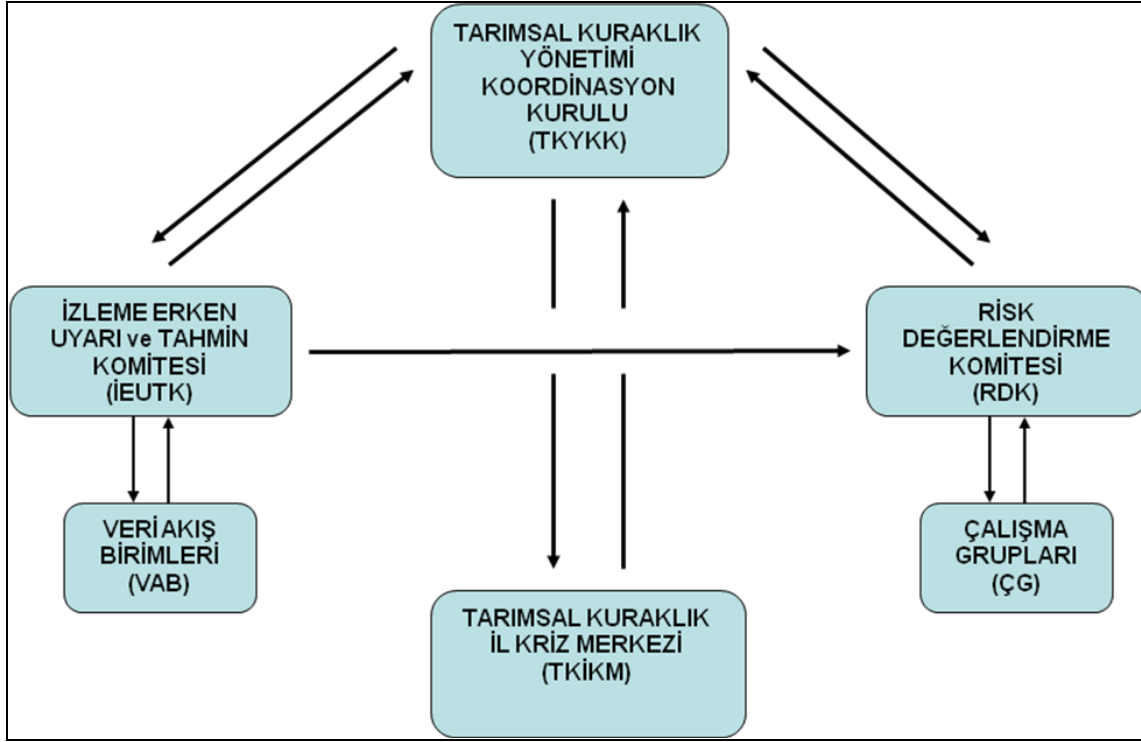 TARIMSAL KURAKLIK
YÖNETİMİ
KOORDİNASYON
KURULU
(TKYKK)
İZLEME ERKEN
UYARI ve TAHMİN
KOMİTESİ
(İEUTK)
RİSK
DEĞERLENDİRME
KOMİTESİ
(RDK)
VERİ AKIŞ
BİRİMLERİ
(VAB)
ÇALIŞMA
GRUPLARI
(ÇG)
TARIMSAL KURAKLIK
İL KRİZ MERKEZİ
(TKİKM)